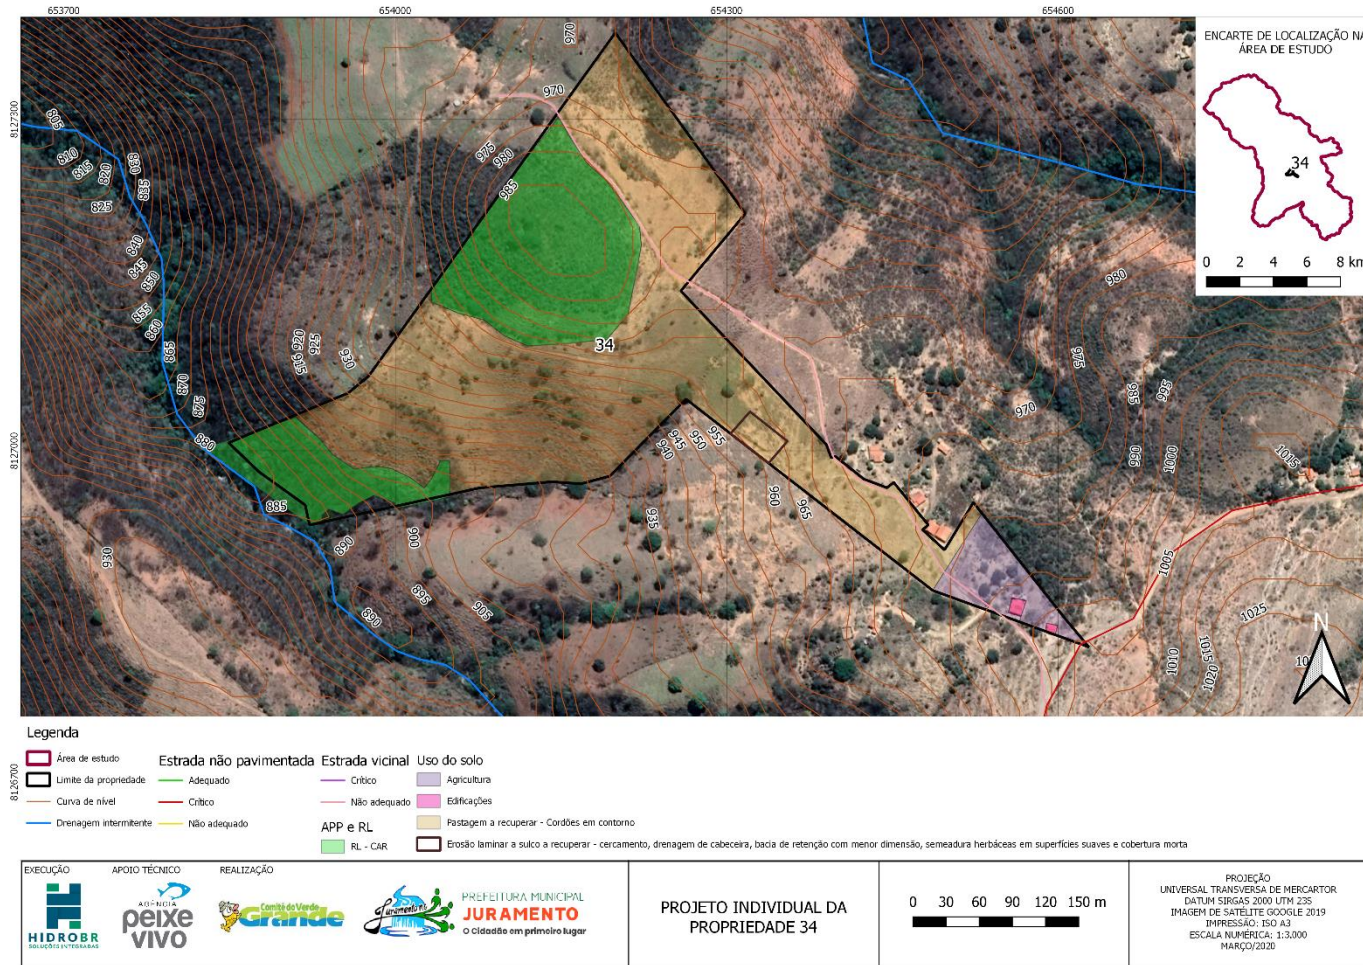 653700
654000
654300
654600
8127300
8127000
8126700
970
970
975
980
985
805
810
815
820
830
835
825
840
845
850
855
860
865
870
875
880
885
890
890
895
900
905
915
920
925
930
930
935
940
945
950
955
960
965
970
975
980
985
990
995
1000
1005
1010
1015
1015
1020
1025
34
ENCARTE DE LOCALIZAÇÃO NA
ÁREA DE ESTUDO
34
0 2 4 6 8 km
N
Legenda
Área de estudo
Limite da propriedade
Curva de nível
Drenagem intermitente
Estrada não pavimentada
Adequado
Crítico
Não adequado
Estrada vicinal
Crítico
Não adequado
APP e RL
RL - CAR
Uso do solo
Agricultura
Edificações
Pastagem a recuperar - Cordões em contorno
Erosão laminar a sulco a recuperar - cercamento, drenagem de cabeceira, bacia de retenção com menor dimensão, semeadura herbáceas em superfícies suaves e cobertura morta
EXECUÇÃO
HIDROBR
SOLUÇÕES INTEGRADAS
APOIO TÉCNICO
AGÊNCIA
peixe
vivo
REALIZAÇÃO
Comitê do Verde
Grande
PREFEITURA MUNICIPAL
JURAMENTO
O Cidadão em primeiro lugar
PROJETO INDIVIDUAL DA
PROPRIEDADE 34
0 30 60 90 120 150 m
PROJEÇÃO
UNIVERSAL TRANSVERSA DE MERCARTOR
DATUM SIRGAS 2000 UTM 23S
IMAGEM DE SATÉLITE GOOGLE 2019
IMPRESSÃO: ISO A3
ESCALA NUMÉRICA: 1:3.000
MARÇO/2020